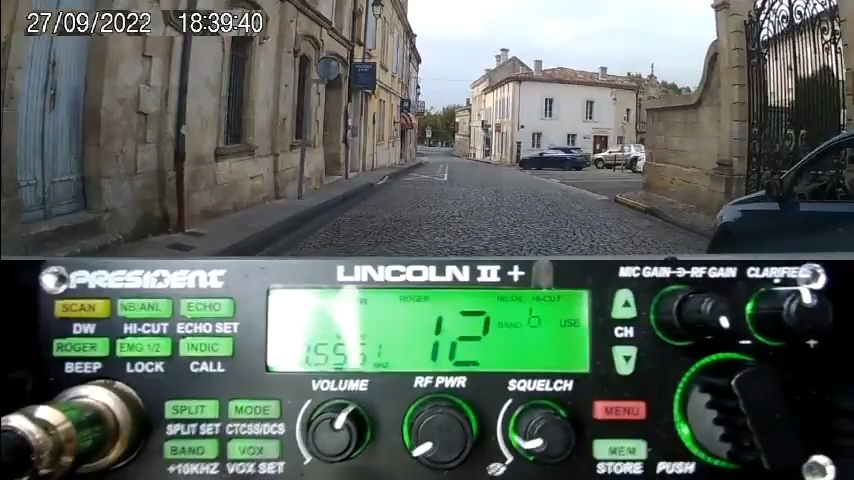 27/09/2022 18:39:40
PRESIDENT LINCOLN II + MIC GAIN RF GAIN CLARIFIER
SCAN NB/ANL ECHO
DW HI-CUT ECHO SET
ROGER EMG 1/2 INDIC
BEEP LOCK CALL
ROGER NB/ANL HI-CUT
12 BAND 6 USB
CH
VOLUME RF PWR SQUELCH
SPLIT MODE
SPLIT SET CTCSS/DCS
BAND VOX
+10KHZ VOX SET
MENU
MEM
STORE PUSH
- +